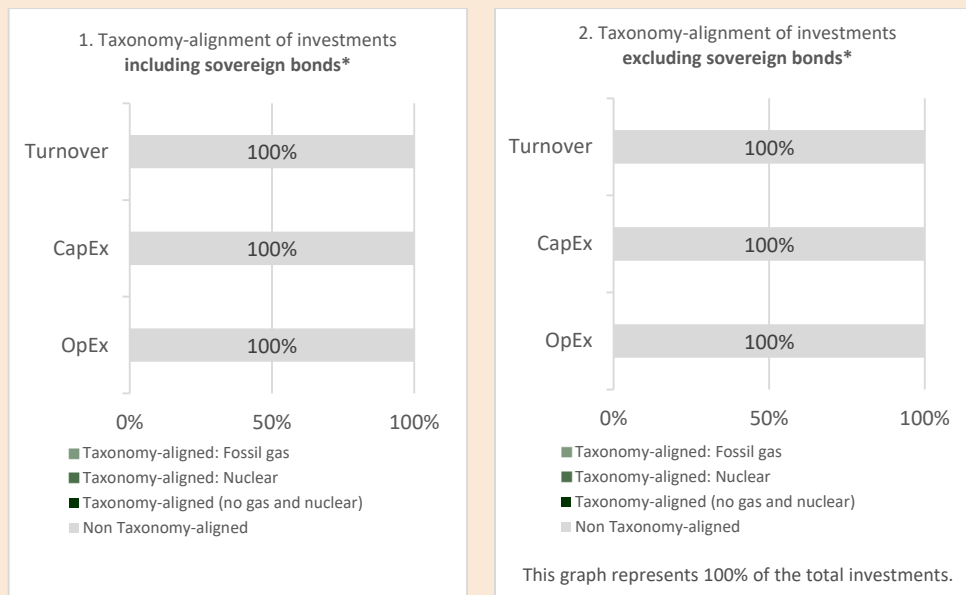 1. Taxonomy-alignment of investments
including sovereign bonds*
Turnover
100%
CapEx
100%
OpEx
100%
0%
50%
100%
Taxonomy-aligned: Fossil gas
Taxonomy-aligned: Nuclear
Taxonomy-aligned (no gas and nuclear)
Non Taxonomy-aligned
2. Taxonomy-alignment of investments
excluding sovereign bonds*
Turnover
100%
CapEx
100%
OpEx
100%
0%
50%
100%
Taxonomy-aligned: Fossil gas
Taxonomy-aligned: Nuclear
Taxonomy-aligned (no gas and nuclear)
Non Taxonomy-aligned
This graph represents 100% of the total investments.